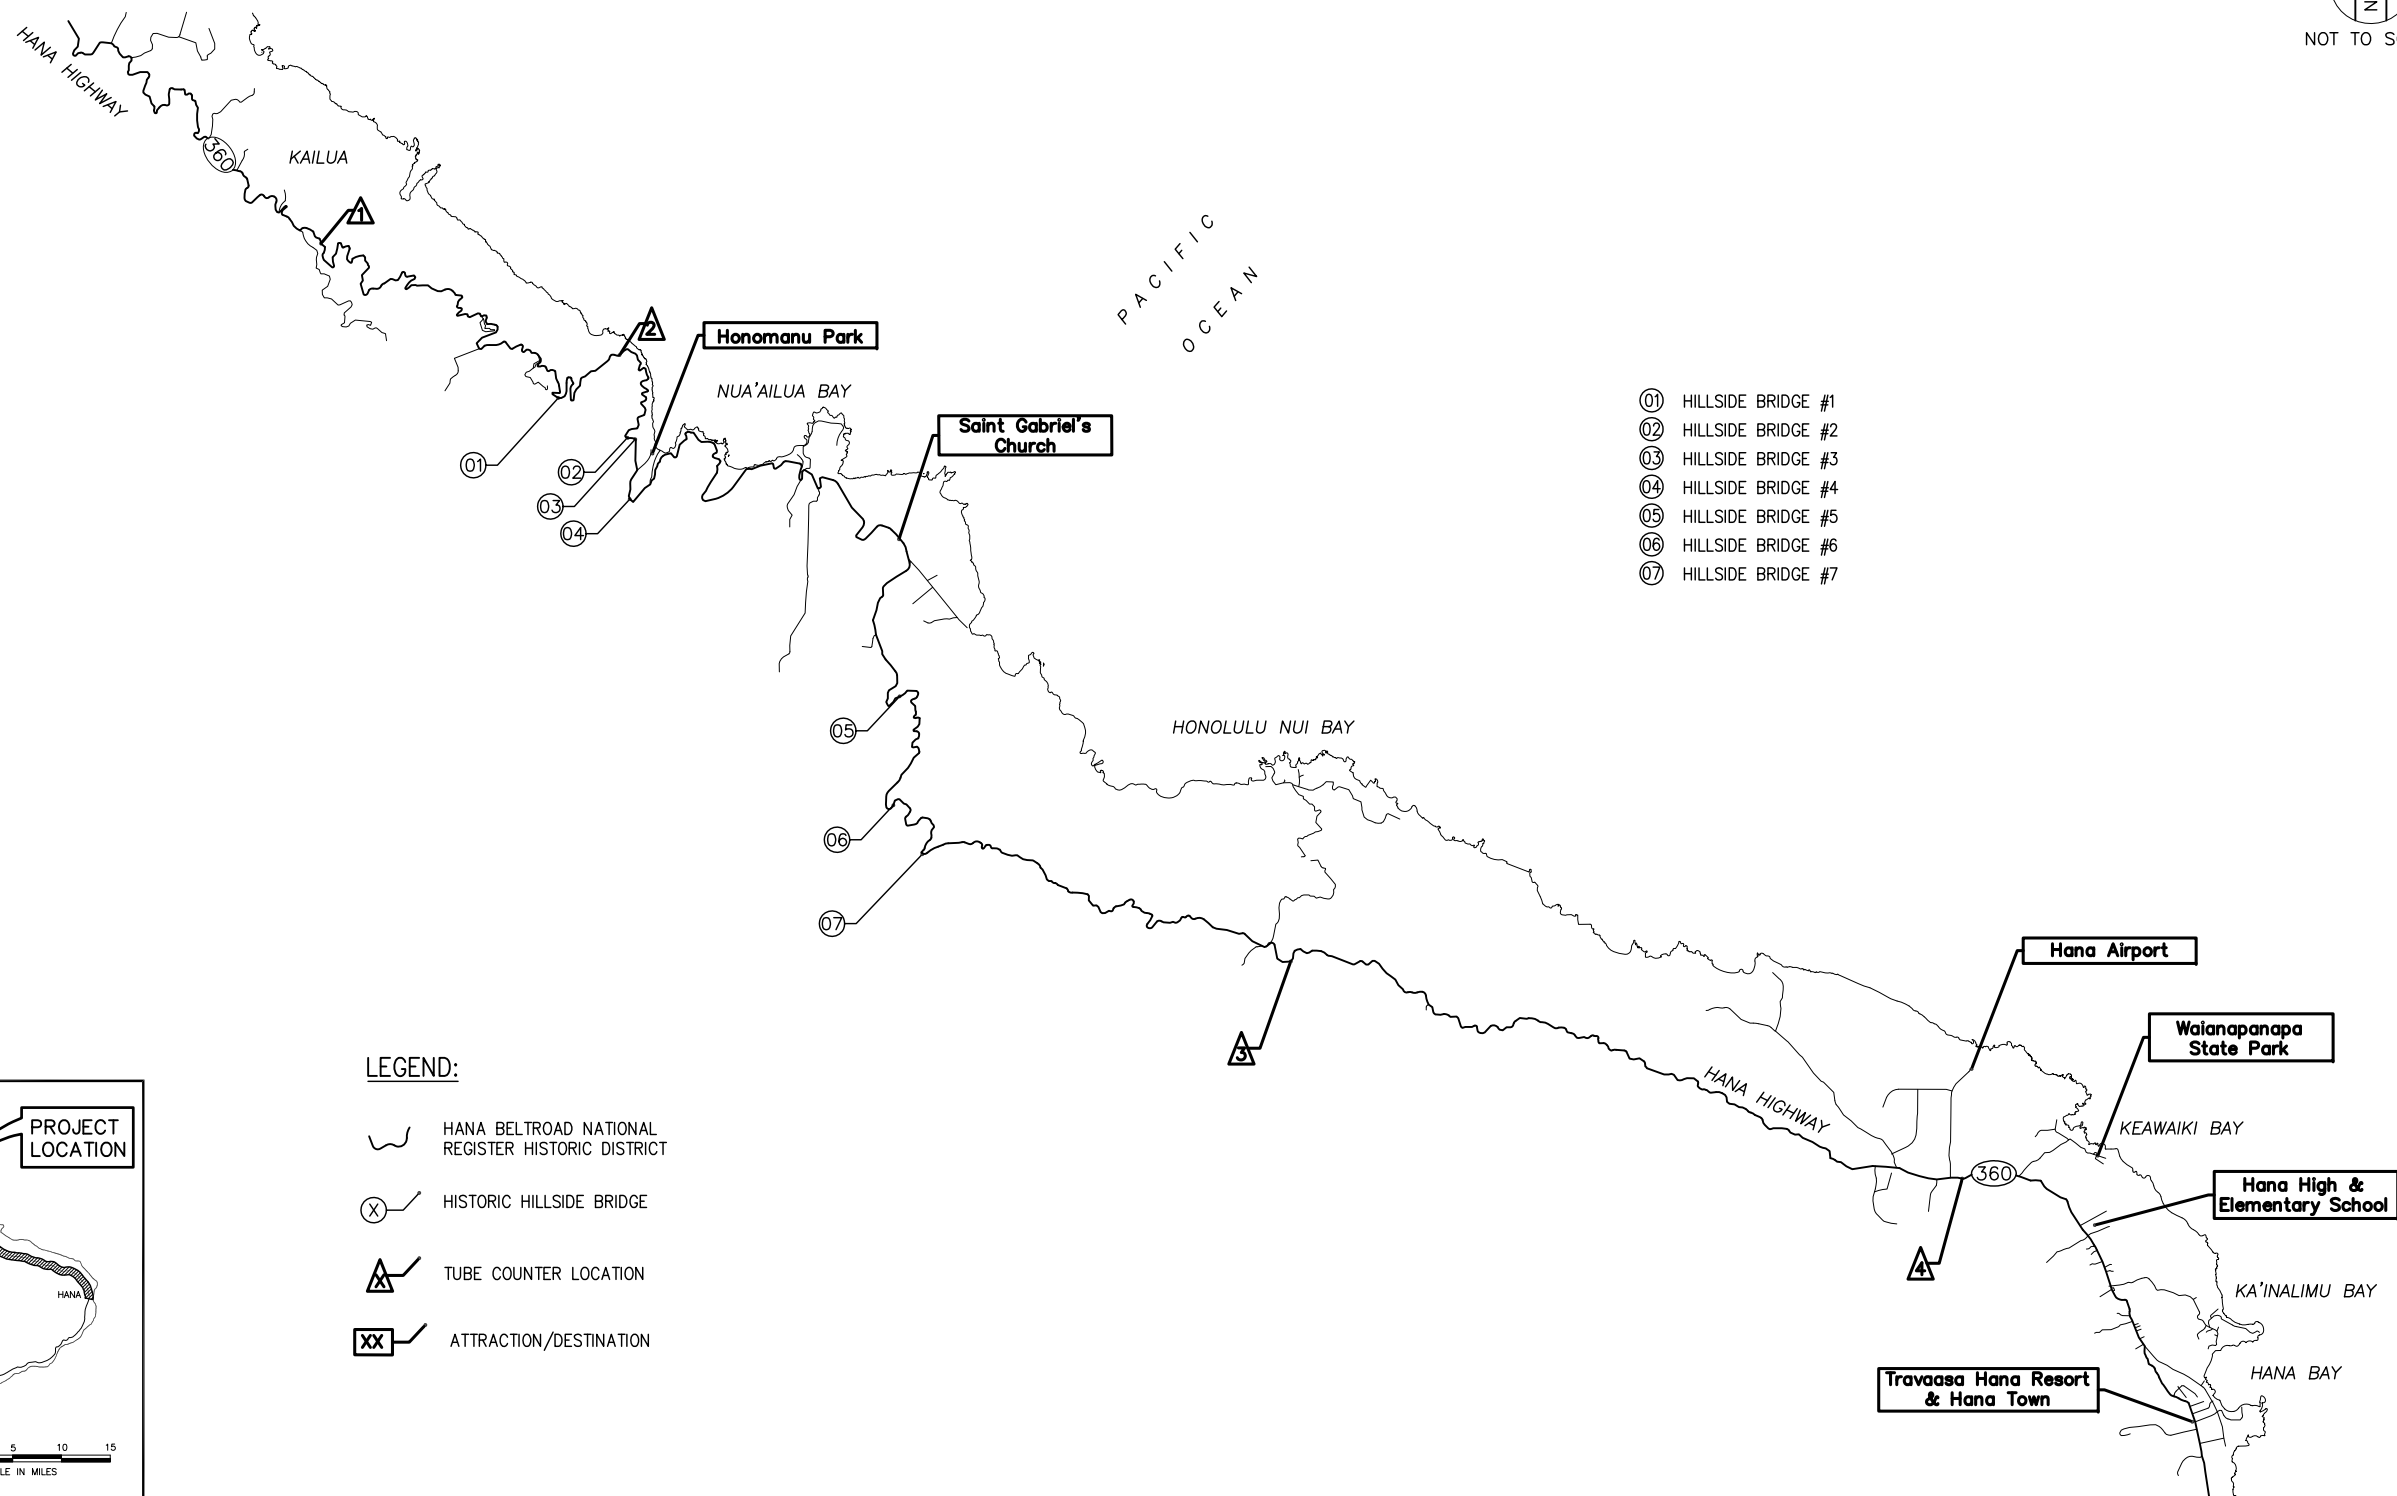 N
NOT TO
HANA HIGHWAY
360
KAILUA
1
2
Honomanu Park
NUA'AILUA BAY
PACIFIC
OCEAN
Saint Gabriel's
Church
01
02
03
04
01 HILLSIDE BRIDGE #1
02 HILLSIDE BRIDGE #2
03 HILLSIDE BRIDGE #3
04 HILLSIDE BRIDGE #4
05 HILLSIDE BRIDGE #5
06 HILLSIDE BRIDGE #6
07 HILLSIDE BRIDGE #7
05
HONOLULU NUI BAY
06
07
3
Hana Airport
Waianapanapa
State Park
HANA HIGHWAY
KEAWAIKI BAY
360
Hana High &
Elementary School
4
KA'INALIMU BAY
HANA BAY
Travaasa Hana Resort
& Hana Town
LEGEND:
HANA BELTROAD NATIONAL
REGISTER HISTORIC DISTRICT
X HISTORIC HILLSIDE BRIDGE
X TUBE COUNTER LOCATION
XX ATTRACTION/DESTINATION
PROJECT
LOCATION
HANA
5 10 15
LE IN MILES